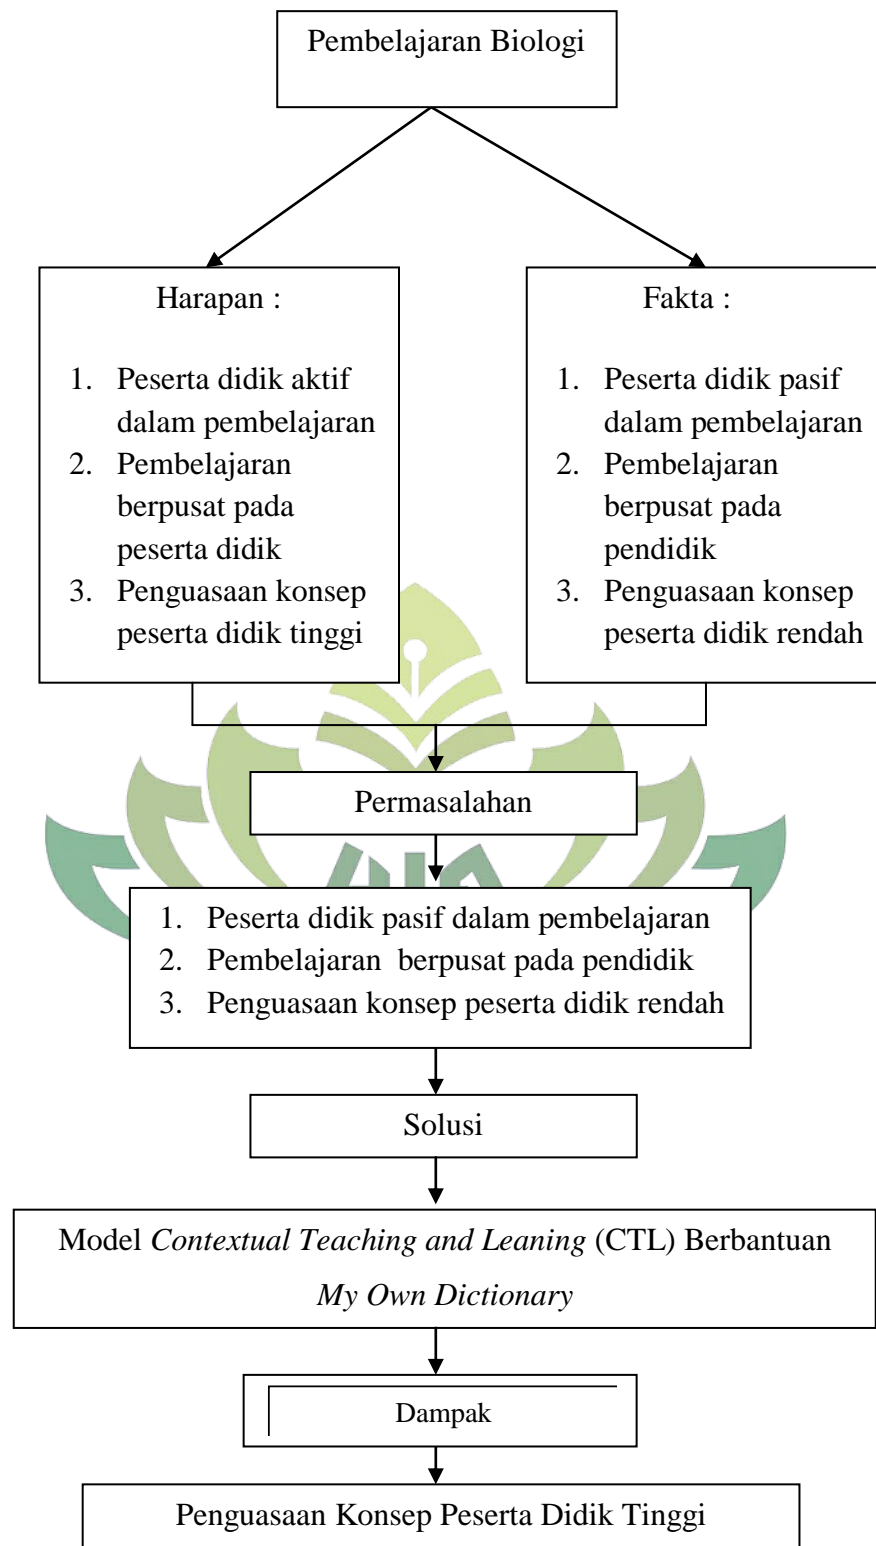 Pembelajaran Biologi
Harapan :
1. Peserta didik aktif
dalam pembelajaran
2. Pembelajaran
berpusat pada
peserta didik
3. Penguasaan konsep
peserta didik tinggi
Fakta :
1. Peserta didik pasif
dalam pembelajaran
2. Pembelajaran
berpusat pada
pendidik
3. Penguasaan konsep
peserta didik rendah
Permasalahan
1. Peserta didik pasif dalam pembelajaran
2. Pembelajaran berpusat pada pendidik
3. Penguasaan konsep peserta didik rendah
Solusi
Model Contextual Teaching and Leaning (CTL) Berbantuan
My Own Dictionary
Dampak
Penguasaan Konsep Peserta Didik Tinggi